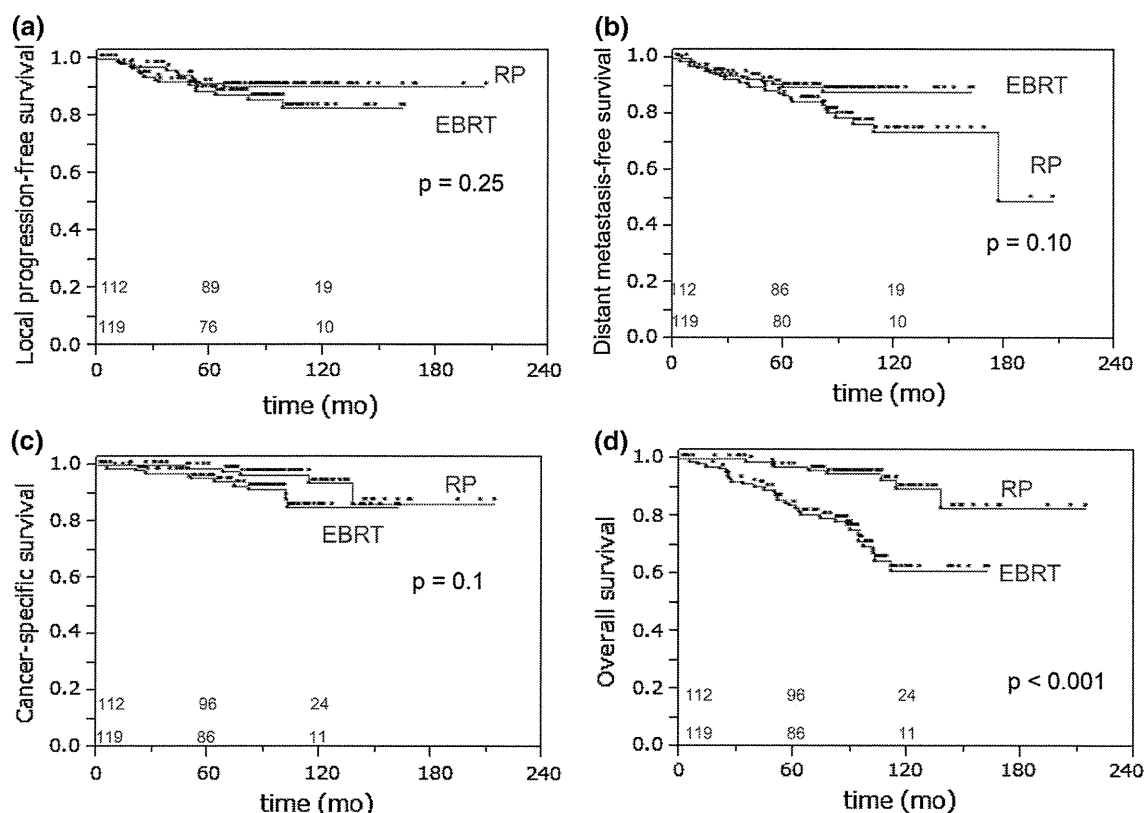 (a)
Local progression-free survival
1.0
0.8
0.6
0.4
0.2
0.0
RP
EBRT
p = 0.25
112 89 19
119 76 10
0 60 120 180 240
time (mo)
(b)
Distant metastasis-free survival
1.0
0.8
0.6
0.4
0.2
0.0
EBRT
RP
p = 0.10
112 86 19
119 80 10
0 60 120 180 240
time (mo)
(c)
Cancer-specific survival
1.0
0.8
0.6
0.4
0.2
0.0
RP
EBRT
p = 0.1
112 96 24
119 86 11
0 60 120 180 240
time (mo)
(d)
Overall survival
1.0
0.8
0.6
0.4
0.2
0.0
RP
EBRT
p < 0.001
112 96 24
119 86 11
0 60 120 180 240
time (mo)